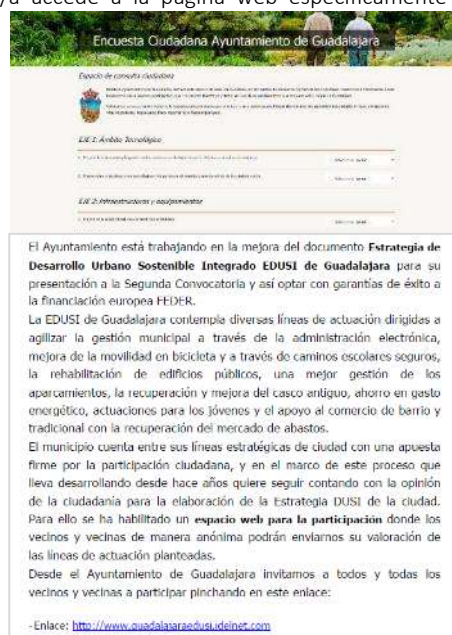 ya accede a la página web específicamente
Encuesta Ciudadana Ayuntamiento de Guadalajara
Espacio de consulta ciudadana
EJE 1: Ámbito Tecnológico
EJE 2: Infraestructuras y equipamientos
El Ayuntamiento está trabajando en la mejora del documento Estrategia de
Desarrollo Urbano Sostenible Integrado EDUSI de Guadalajara para su
presentación a la Segunda Convocatoria y así optar con garantías de éxito a
la financiación europea FEDER.
La EDUSI de Guadalajara contempla diversas líneas de actuación dirigidas a
agilizar la gestión municipal a través de la administración electrónica,
mejora de la movilidad en bicicleta y a través de caminos escolares seguros,
la rehabilitación de edificios públicos, una mejor gestión de los
aparcamientos, la recuperación y mejora del casco antiguo, ahorro en gasto
energético, actuaciones para los jóvenes y el apoyo al comercio de barrio y
tradicional con la recuperación del mercado de abastos.
El municipio cuenta entre sus líneas estratégicas de ciudad con una apuesta
firme por la participación ciudadana, y en el marco de este proceso que
lleva desarrollando desde hace años quiere seguir contando con la opinión
de la ciudadanía para la elaboración de la Estrategia DUSI de la ciudad.
Para ello se ha habilitado un espacio web para la participación donde los
vecinos y vecinas de manera anónima podrán enviarnos su valoración de
las líneas de actuación planteadas.
Desde el Ayuntamiento de Guadalajara invitamos a todos y todas los
vecinos y vecinas a participar pinchando en este enlace:
-Enlace: http://www.guadalajaraedusi.ideinet.com